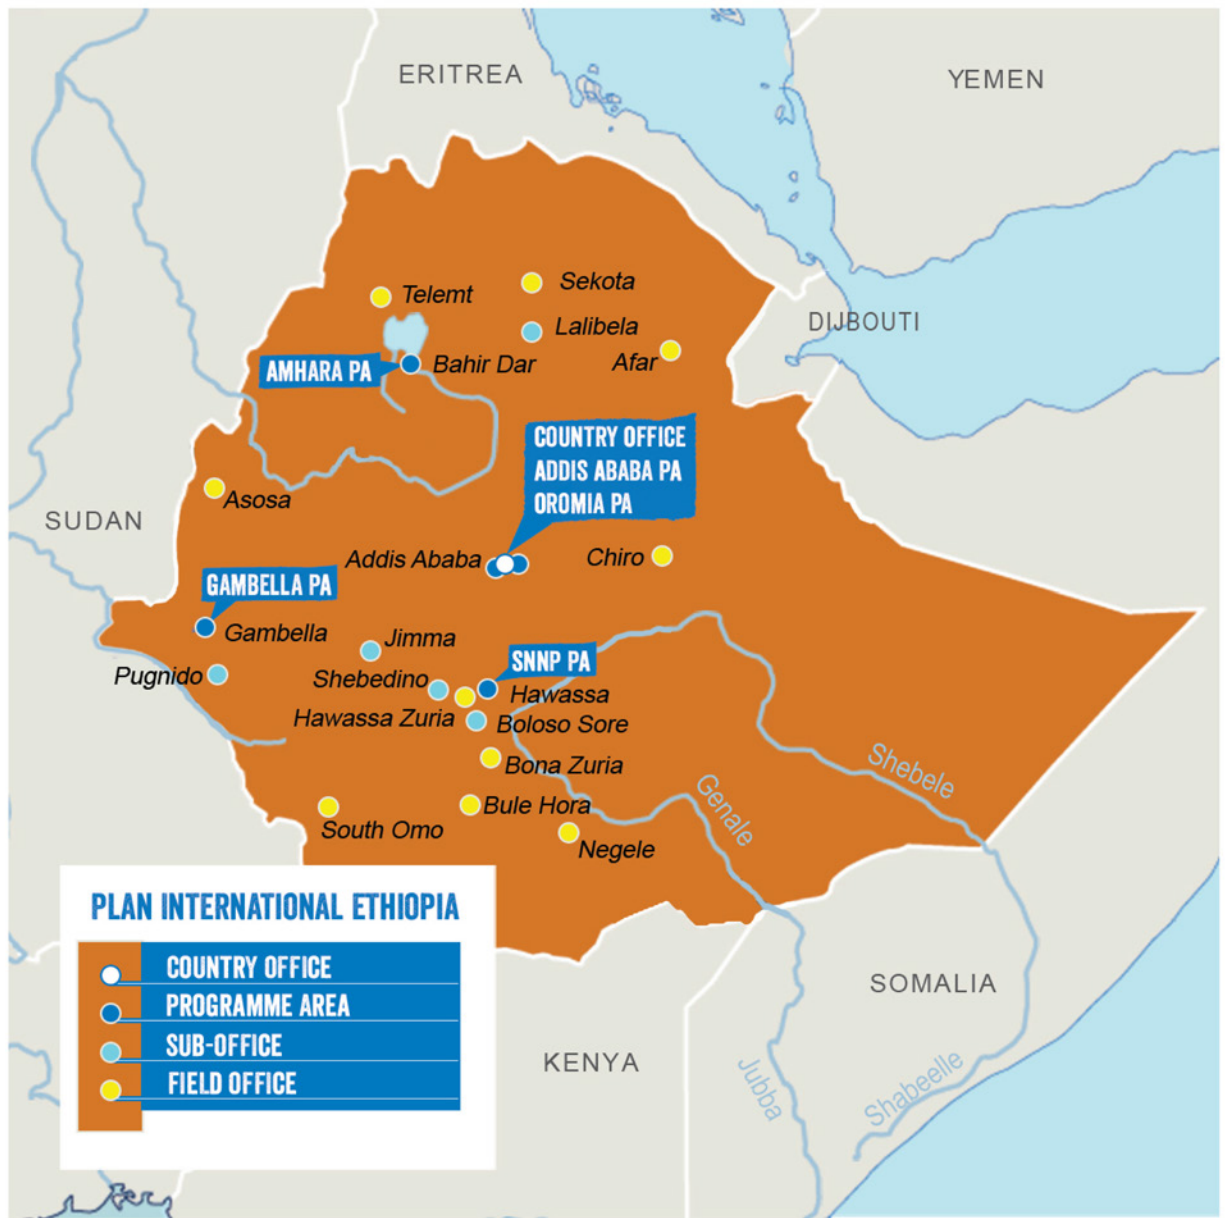 ERITREA
YEMEN
Sekota
Telemt
Lalibela
DIJBOUTI
Afar
AMHARA PA
Bahir Dar
COUNTRY OFFICE
ADDIS ABABA PA
OROMIA PA
Asosa
SUDAN
Addis Ababa
Chiro
GAMBELLA PA
Gambella
Jimma
SNNP PA
Pugnido
Shebedino
Hawassa
Hawassa Zuria
Boloso Sore
Bona Zuria
Shebele
Genale
Bule Hora
South Omo
Negele
PLAN INTERNATIONAL ETHIOPIA
COUNTRY OFFICE
PROGRAMME AREA
SUB-OFFICE
FIELD OFFICE
SOMALIA
KENYA
Jubba
Shabeelle